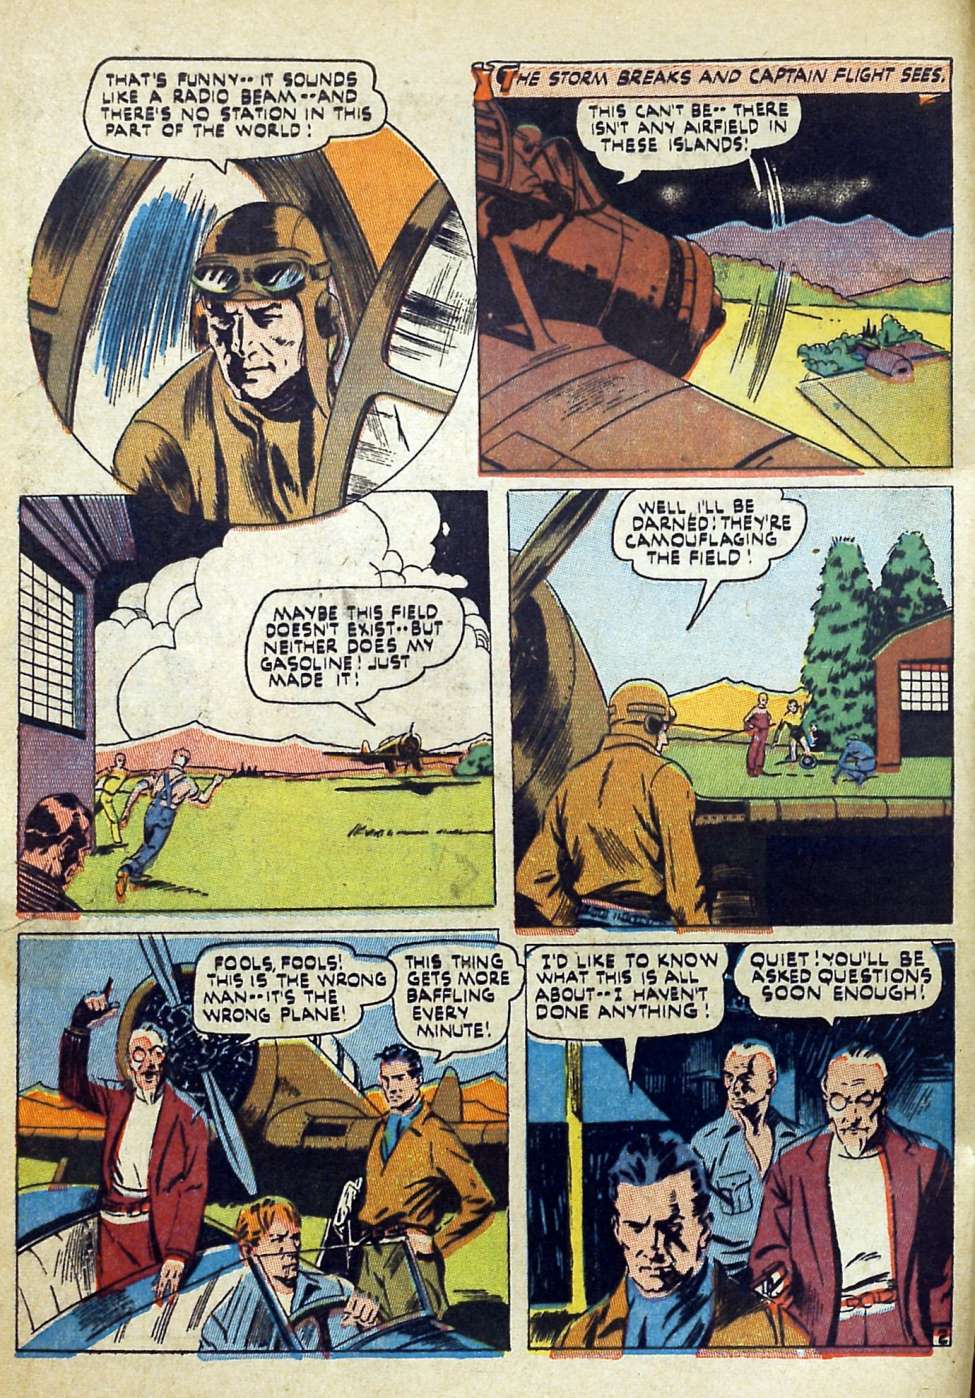 THAT'S FUNNY-- IT SOUNDS
LIKE A RADIO BEAM--AND
THERE'S NO STATION IN THIS
PART OF THE WORLD!
THE STORM BREAKS AND CAPTAIN FLIGHT SEES.
THIS CAN'T BE-- THERE
ISN'T ANY AIRFIELD IN
THESE ISLANDS!
MAYBE THIS FIELD
DOESN'T EXIST--BUT
NEITHER DOES MY
GASOLINE! JUST
MADE IT!
WELL, I'LL BE
DARNED! THEY'RE
CAMOUFLAGING
THE FIELD!
FOOLS, FOOLS!
THIS IS THE WRONG
MAN--IT'S THE
WRONG PLANE!
THIS THING
GETS MORE
BAFFLING
EVERY
MINUTE!
I'D LIKE TO KNOW
WHAT THIS IS ALL
ABOUT-- I HAVEN'T
DONE ANYTHING!
QUIET! YOU'LL BE
ASKED QUESTIONS
SOON ENOUGH!
2